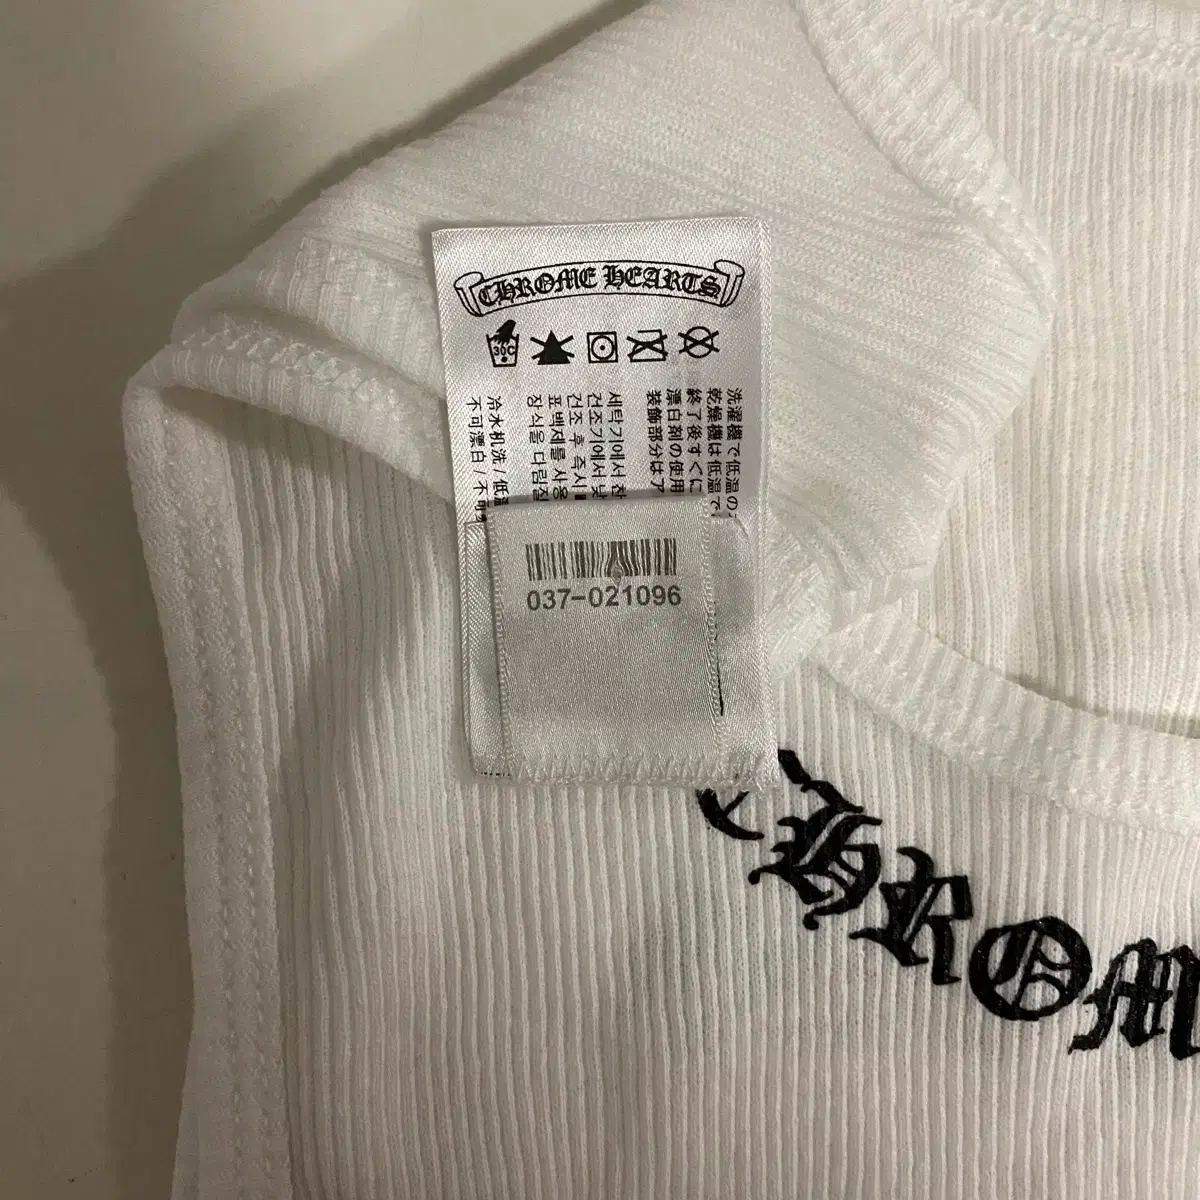 CHROME HEARTS
30C
洗濯機で低温の
乾燥機は低温で
終了後すぐに
漂白剤の使用
装飾部分はア
세탁기에서 찬
건조기에서 낮
건조 후 즉시
표백제를 사용
장식을 다림질
冷水机洗 / 低温
不可漂白 / 不可
037-021096
CHROM